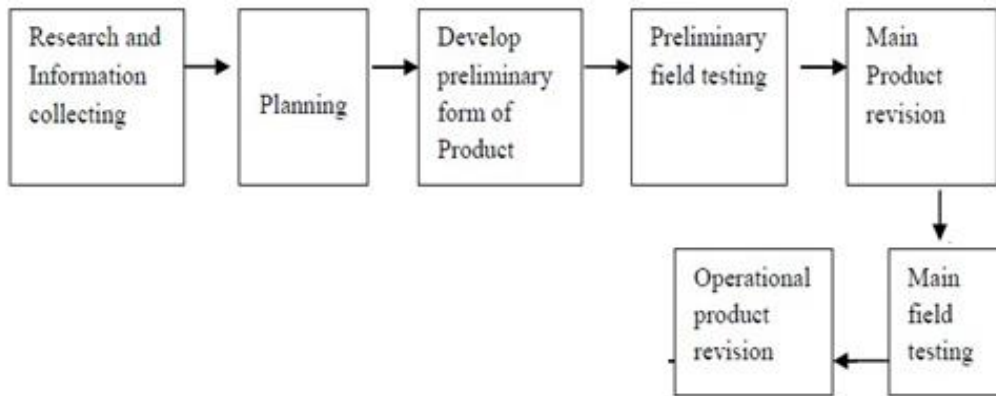 Research and
Information
collecting
Planning
Develop
preliminary
form of
Product
Preliminary
field testing
Main
Product
revision
Main
field
testing
Operational
product
revision